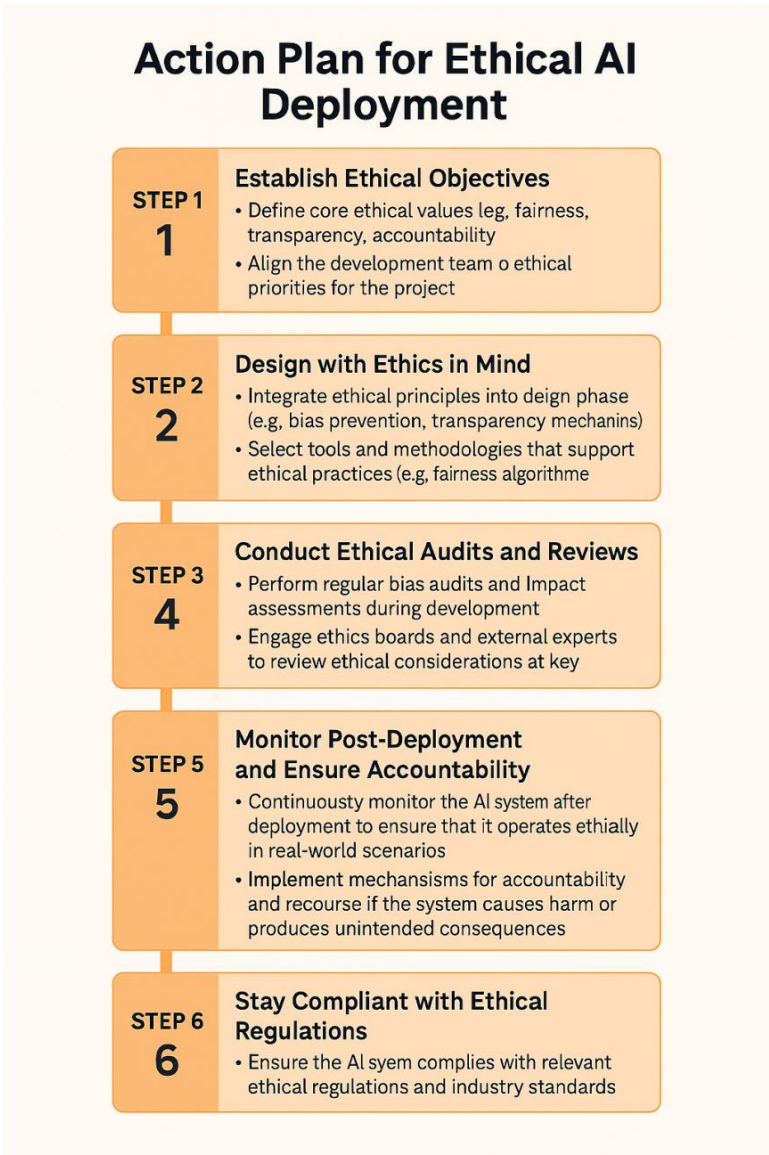 Action Plan for Ethical AI
Deployment
STEP 1
1
Establish Ethical Objectives
• Define core ethical values leg, fairness,
transparency, accountability
• Align the development team o ethical
priorities for the project
STEP 2
2
Design with Ethics in Mind
• Integrate ethical principles into deign phase
(e.g, bias prevention, transparency mechanins)
• Select tools and methodologies that support
ethical practices (e.g, fairness algorithme
STEP 3
4
Conduct Ethical Audits and Reviews
• Perform regular bias audits and Impact
assessments during development
• Engage ethics boards and external experts
to review ethical considerations at key
STEP 5
5
Monitor Post-Deployment
and Ensure Accountability
• Continuousty monitor the AI system after
deployment to ensure that it operates ethially
in real-world scenarios
• Implement mechansisms for accountability
and recourse if the system causes harm or
produces unintended consequences
STEP 6
6
Stay Compliant with Ethical
Regulations
• Ensure the AI syem complies with relevant
ethical regulations and industry standards